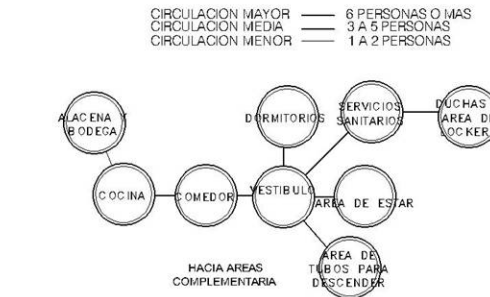 CIRCULACION MAYOR 6 PERSONAS O MAS
CIRCULACION MEDIA 3 A 5 PERSONAS
CIRCULACION MENOR 1 A 2 PERSONAS
ALACENA Y
BODEGA
DORMITORIOS
SERVICIOS
SANITARIOS
DUCHAS
AREA DE
LOCKER
COCINA
COMEDOR
VESTIBULO
AREA DE ESTAR
AREA DE
TUBOS PARA
DESCENDER
HACIA AREAS
COMPLEMENTARIA